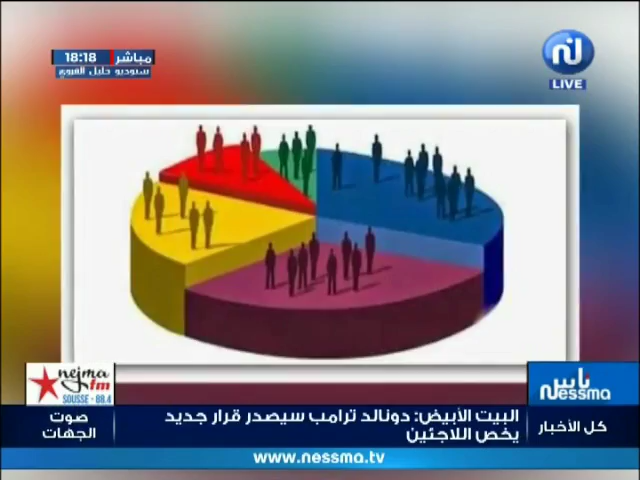 18:18 مباشر
ستوديو خليل القروي
LIVE
nejma
fm
SOUSSE - 88.4
نابس
Nessma
صوت
الجهات
البيت الأبيض: دونالد ترامب سيصدر قرار جديد
يخص اللاجئين
كل الأخبار
www.nessma.tv